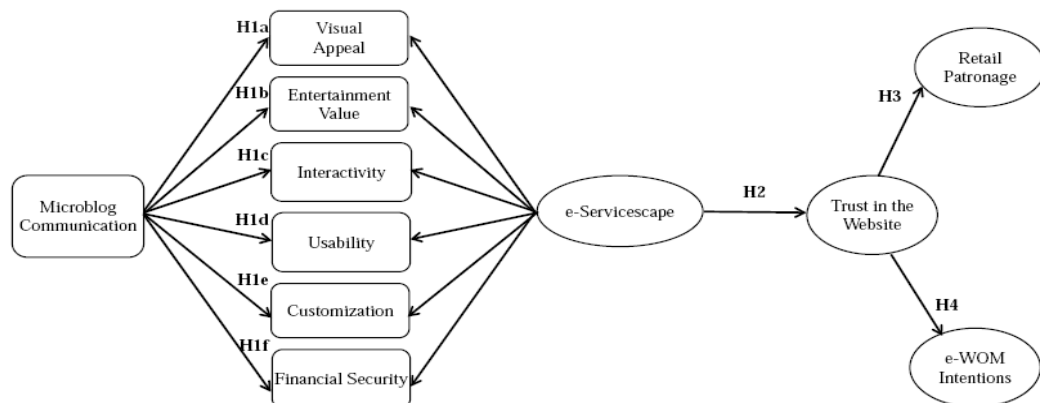 H1a
Visual
Appeal
H1b
Entertainment
Value
H1c
Interactivity
H1d
Usability
H1e
Customization
H1f
Financial Security
Microblog
Communication
e-Servicescape
H2
Trust in the
Website
H3
Retail
Patronage
H4
e-WOM
Intentions